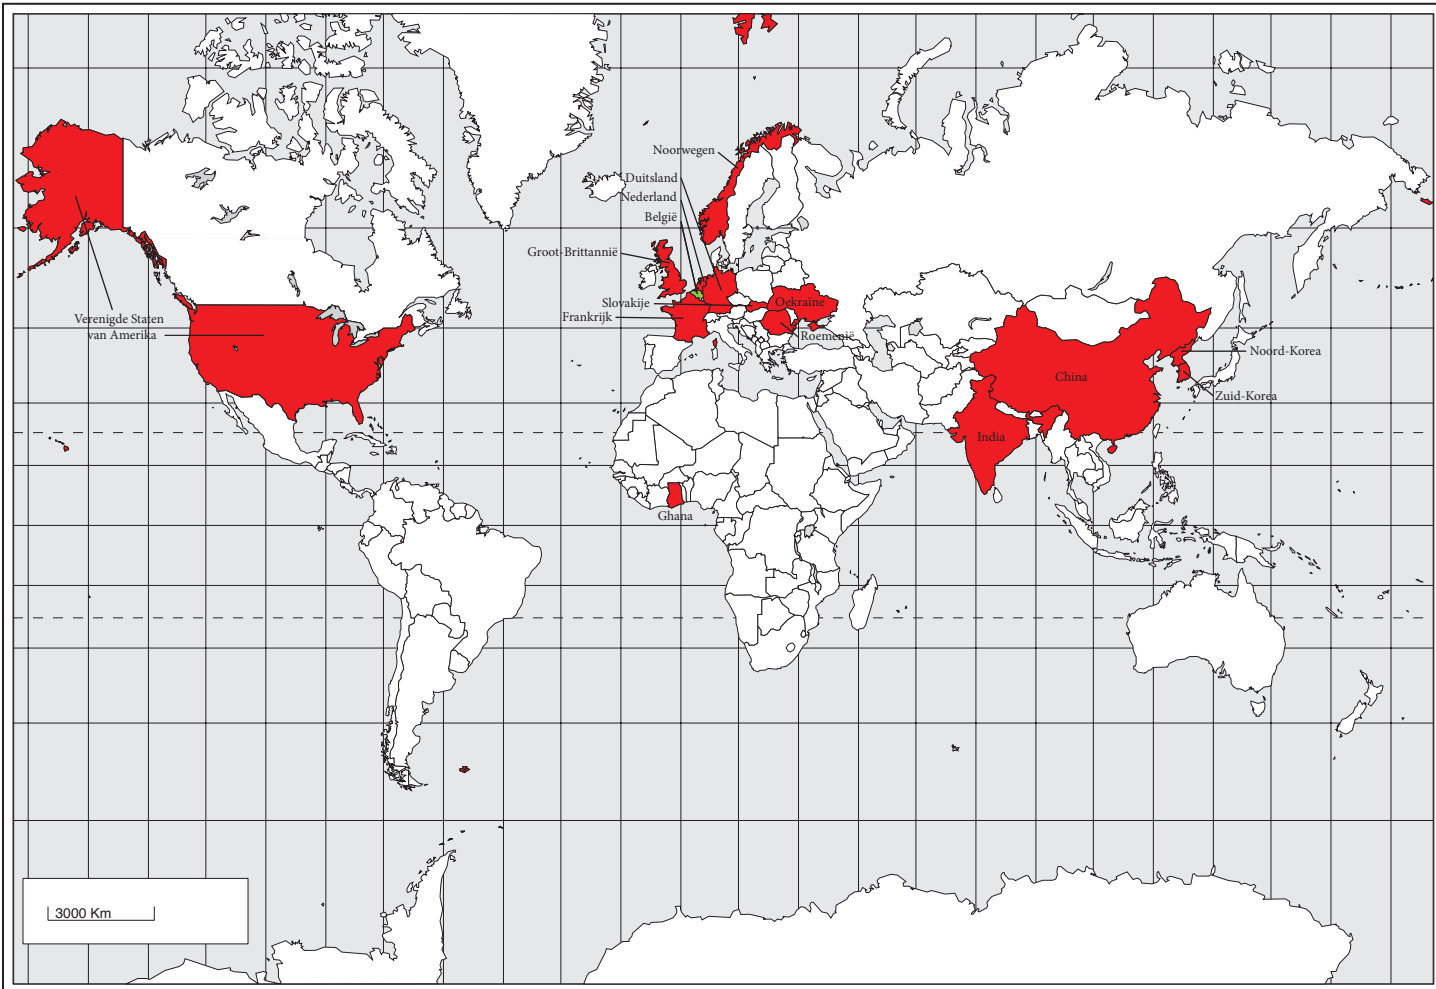 Noorwegen
Duitsland
Nederland
België
Groot-Brittannië
Slovakije
Frankrijk
Oekraïne
Roemenië
Verenigde Staten
van Amerika
Noord-Korea
China
Zuid-Korea
India
Ghana
3000 Km